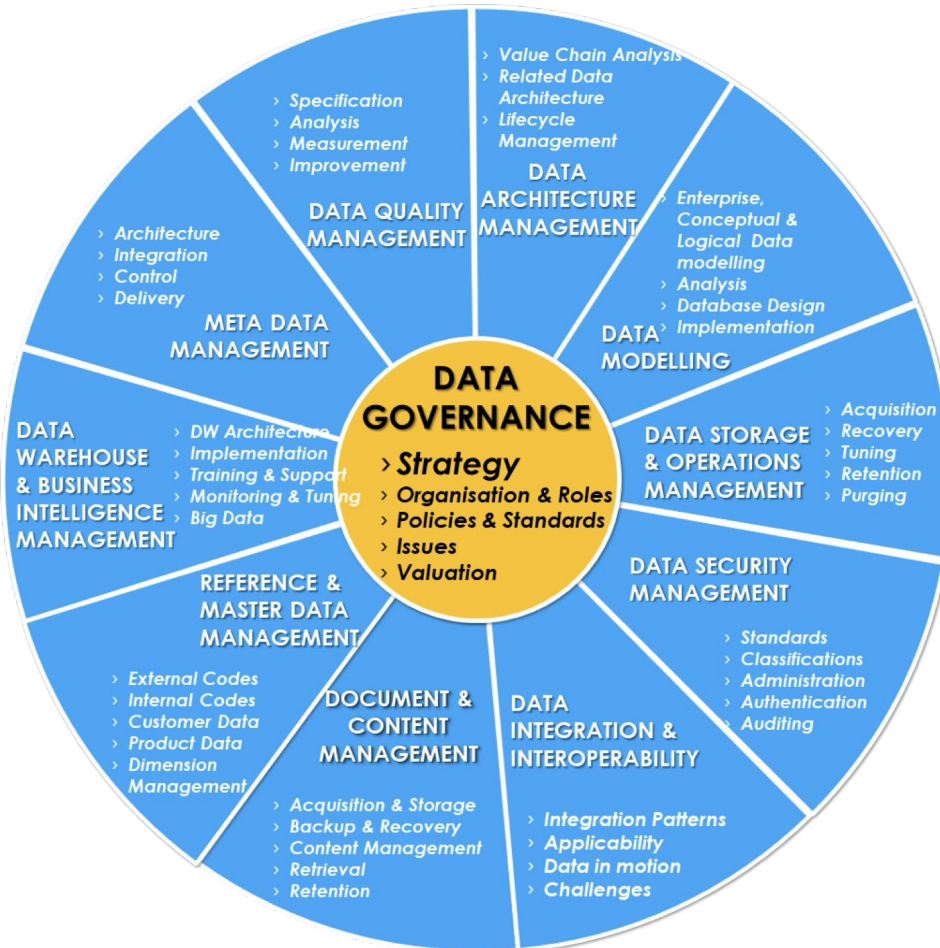 › Value Chain Analysis
› Related Data
Architecture
› Lifecycle
Management
DATA
ARCHITECTURE
MANAGEMENT
› Enterprise,
Conceptual &
Logical Data
modelling
› Analysis
› Database Design
› Implementation
DATA
MODELLING
› Acquisition
› Recovery
› Tuning
› Retention
› Purging
DATA STORAGE
& OPERATIONS
MANAGEMENT
DATA SECURITY
MANAGEMENT
› Standards
› Classifications
› Administration
› Authentication
› Auditing
DATA
INTEGRATION &
INTEROPERABILITY
› Integration Patterns
› Applicability
› Data in motion
› Challenges
DOCUMENT &
CONTENT
MANAGEMENT
› Acquisition & Storage
› Backup & Recovery
› Content Management
› Retrieval
› Retention
REFERENCE &
MASTER DATA
MANAGEMENT
› External Codes
› Internal Codes
› Customer Data
› Product Data
› Dimension
Management
DATA
WAREHOUSE
& BUSINESS
INTELLIGENCE
MANAGEMENT
› DW Architecture
› Implementation
› Training & Support
› Monitoring & Tuning
› Big Data
› Architecture
› Integration
› Control
› Delivery
META DATA
MANAGEMENT
› Specification
› Analysis
› Measurement
› Improvement
DATA QUALITY
MANAGEMENT
DATA
GOVERNANCE
› Strategy
› Organisation & Roles
› Policies & Standards
› Issues
› Valuation